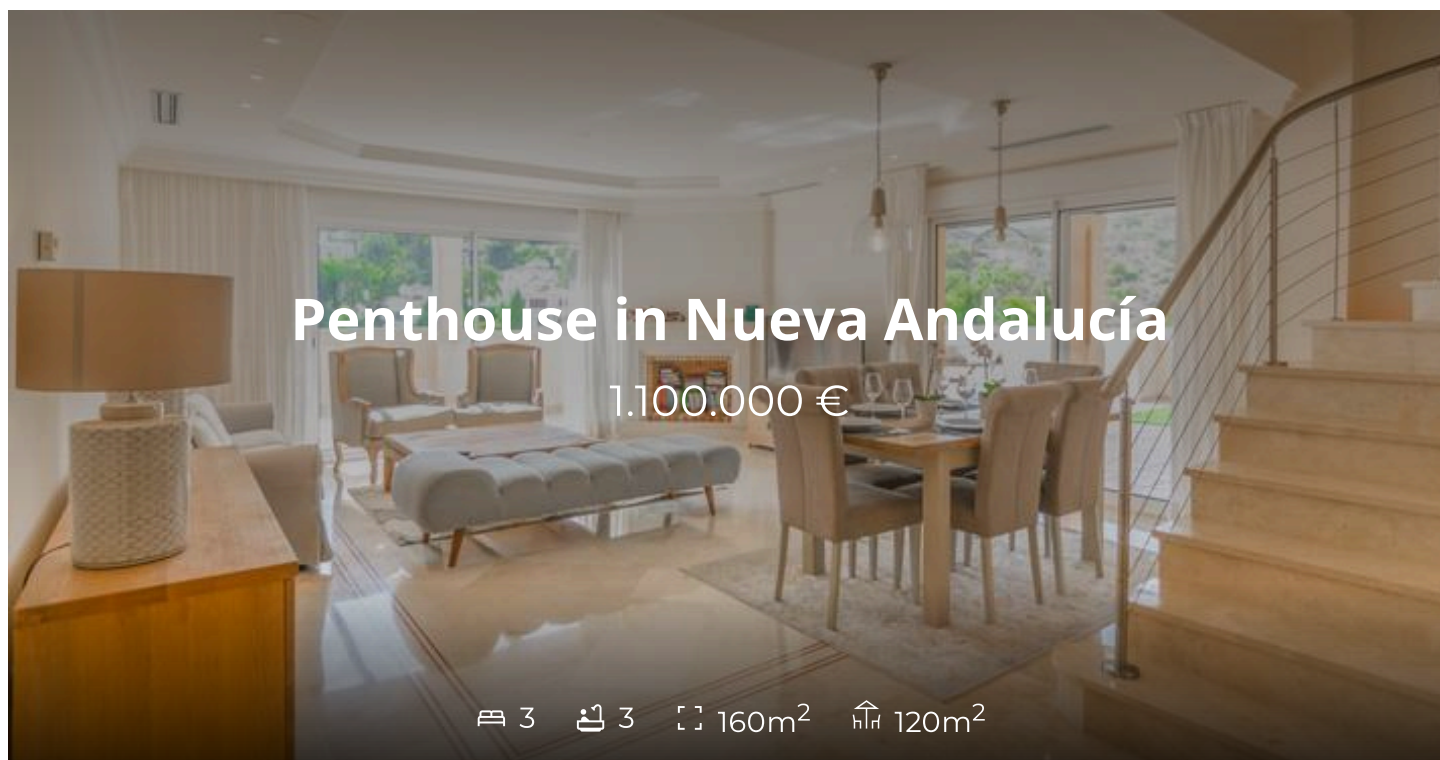 Penthouse in Nueva Andalucía
1.100.000 €
3 3 160m² 120m²